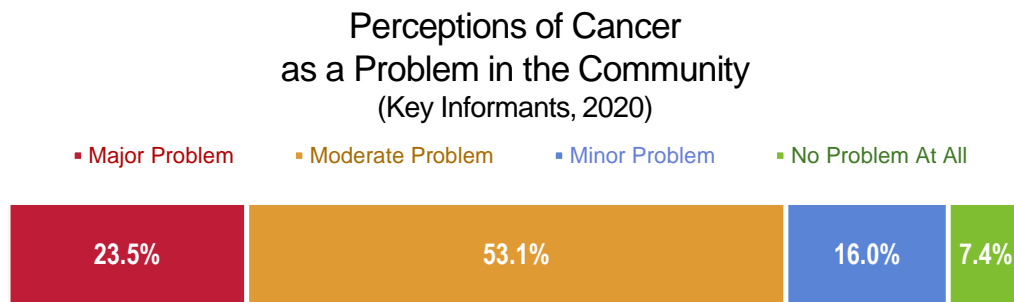 Perceptions of Cancer
as a Problem in the Community
(Key Informants, 2020)
Major Problem Moderate Problem Minor Problem No Problem At All
23.5% 53.1% 16.0% 7.4%